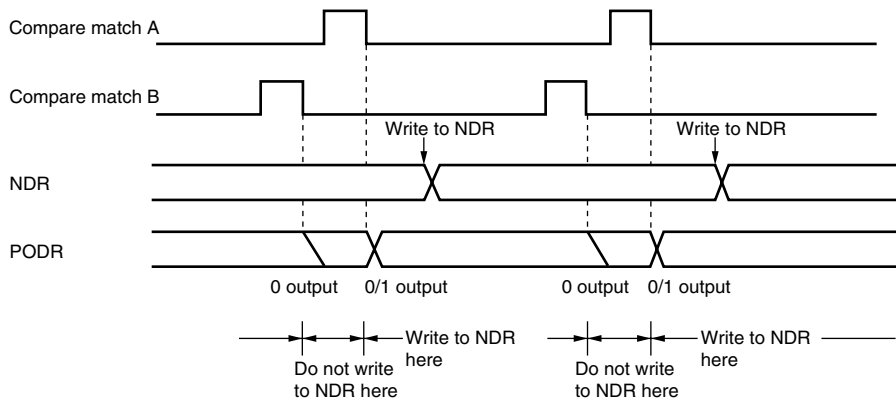 Compare match A
Compare match B
Write to NDR
Write to NDR
NDR
PODR
0 output
0/1 output
0 output
0/1 output
Write to NDR
here
Write to NDR
here
Do not write
to NDR here
Do not write
to NDR here